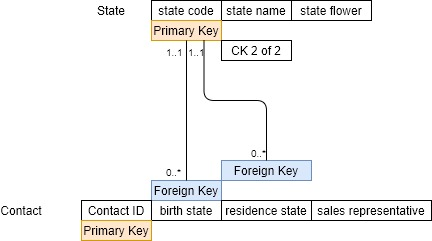 State
state code
state name
state flower
Primary Key
1..1
1..1
CK 2 of 2
0..*
0..*
Foreign Key
Foreign Key
Contact
Contact ID
birth state
residence state
sales representative
Primary Key